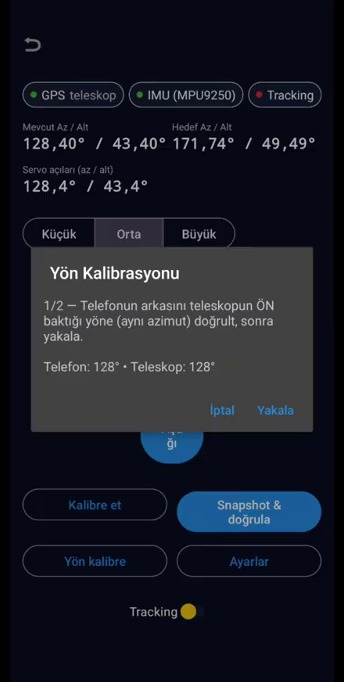 GPS teleskop
IMU (MPU9250)
Tracking
Mevcut Az / Alt
Hedef Az / Alt
128,40° / 43,40°
171,74° / 49,49°
Servo açıları (az / alt)
128,4° / 43,4°
Küçük
Orta
Büyük
Yön Kalibrasyonu
1/2 — Telefonun arkasını teleskopun ÖN
baktığı yöne (aynı azimut) doğrult, sonra
yakala.
Telefon: 128° • Teleskop: 128°
İptal
Yakala
ğı
Kalibre et
Snapshot &
doğrula
Yön kalibre
Ayarlar
Tracking